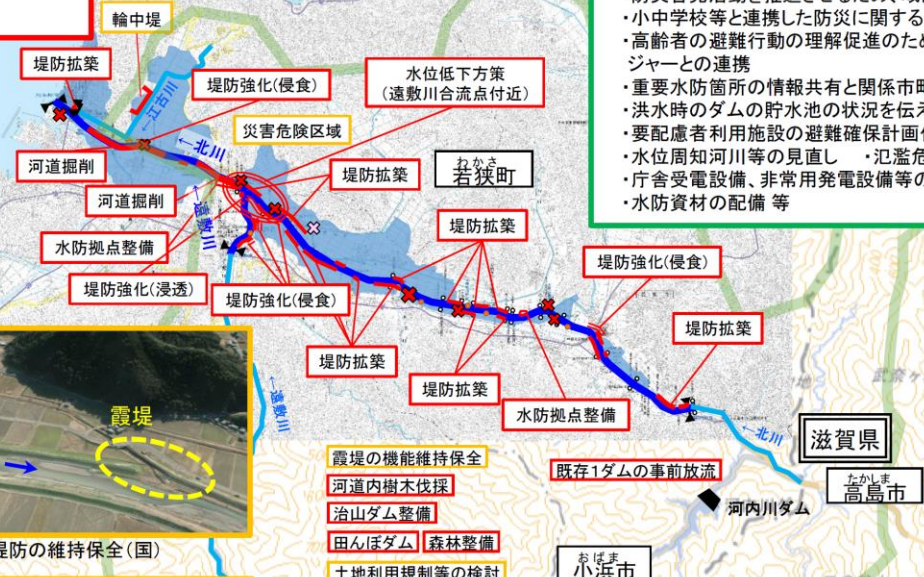 輪中堤
堤防拡築
←江古川
堤防強化(侵食)
水位低下方策
(遠敷川合流点付近)
河道掘削
←北川
災害危険区域
堤防拡築
わかさ
若狭町
河道掘削
←遠敷川
水防拠点整備
堤防強化(浸透)
堤防強化(侵食)
堤防拡築
堤防強化(侵食)
堤防拡築
堤防拡築
堤防拡築
水防拠点整備
・小中学校等と連携した防災に関する
・高齢者の避難行動の理解促進のため
ジャーとの連携
・重要水防箇所の情報共有と関係市町
・洪水時のダムの貯水池の状況を伝え
・要配慮者利用施設の避難確保計画
・水位周知河川等の見直し ・氾濫危
・庁舎受電設備、非常用発電設備等の
・水防資材の配備 等
霞堤
堤防の維持保全(国)
←遠敷川
霞堤の機能維持保全
河道内樹木伐採
治山ダム整備
田んぼダム 森林整備
土地利用規制等の検討
既存1ダムの事前放流
←北川
滋賀県
たかしま
高島市
河内川ダム
おばま
小浜市